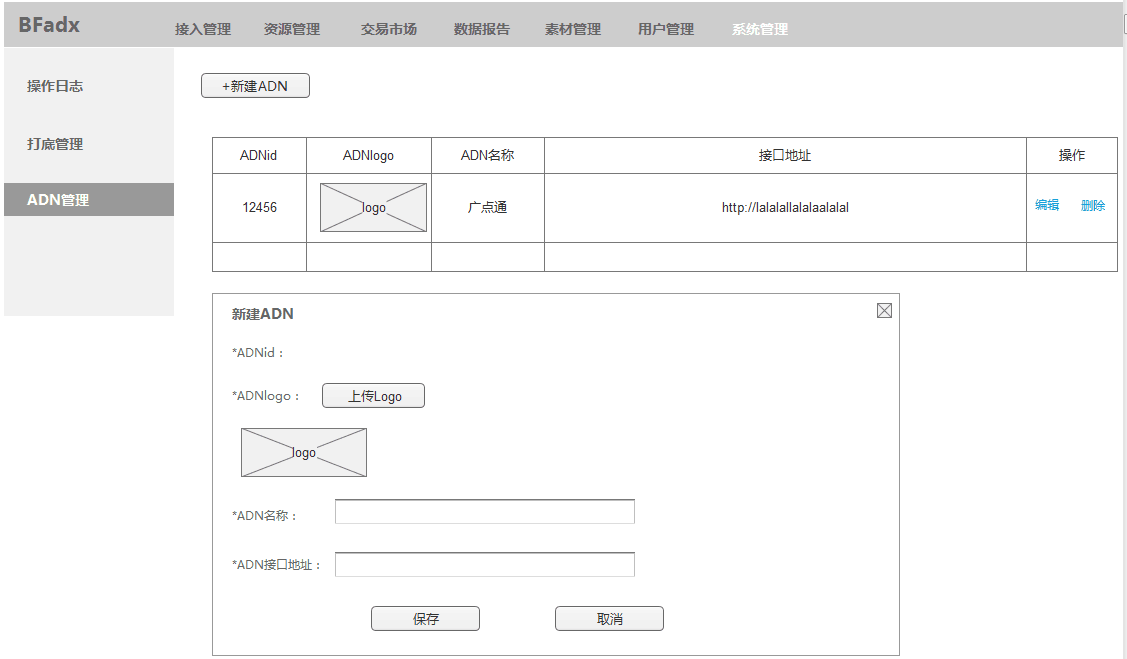 BFadx 接入管理 资源管理 交易市场 数据报告 素材管理 用户管理 系统管理
操作日志
打底管理
ADN管理
+新建ADN
ADNid ADNlogo ADN名称 接口地址 操作
12456 logo 广点通 http://lalalallalalaalalal 编辑 删除
新建ADN
*ADNid：
*ADNlogo： 上传Logo
logo
*ADN名称：
*ADN接口地址：
保存 取消